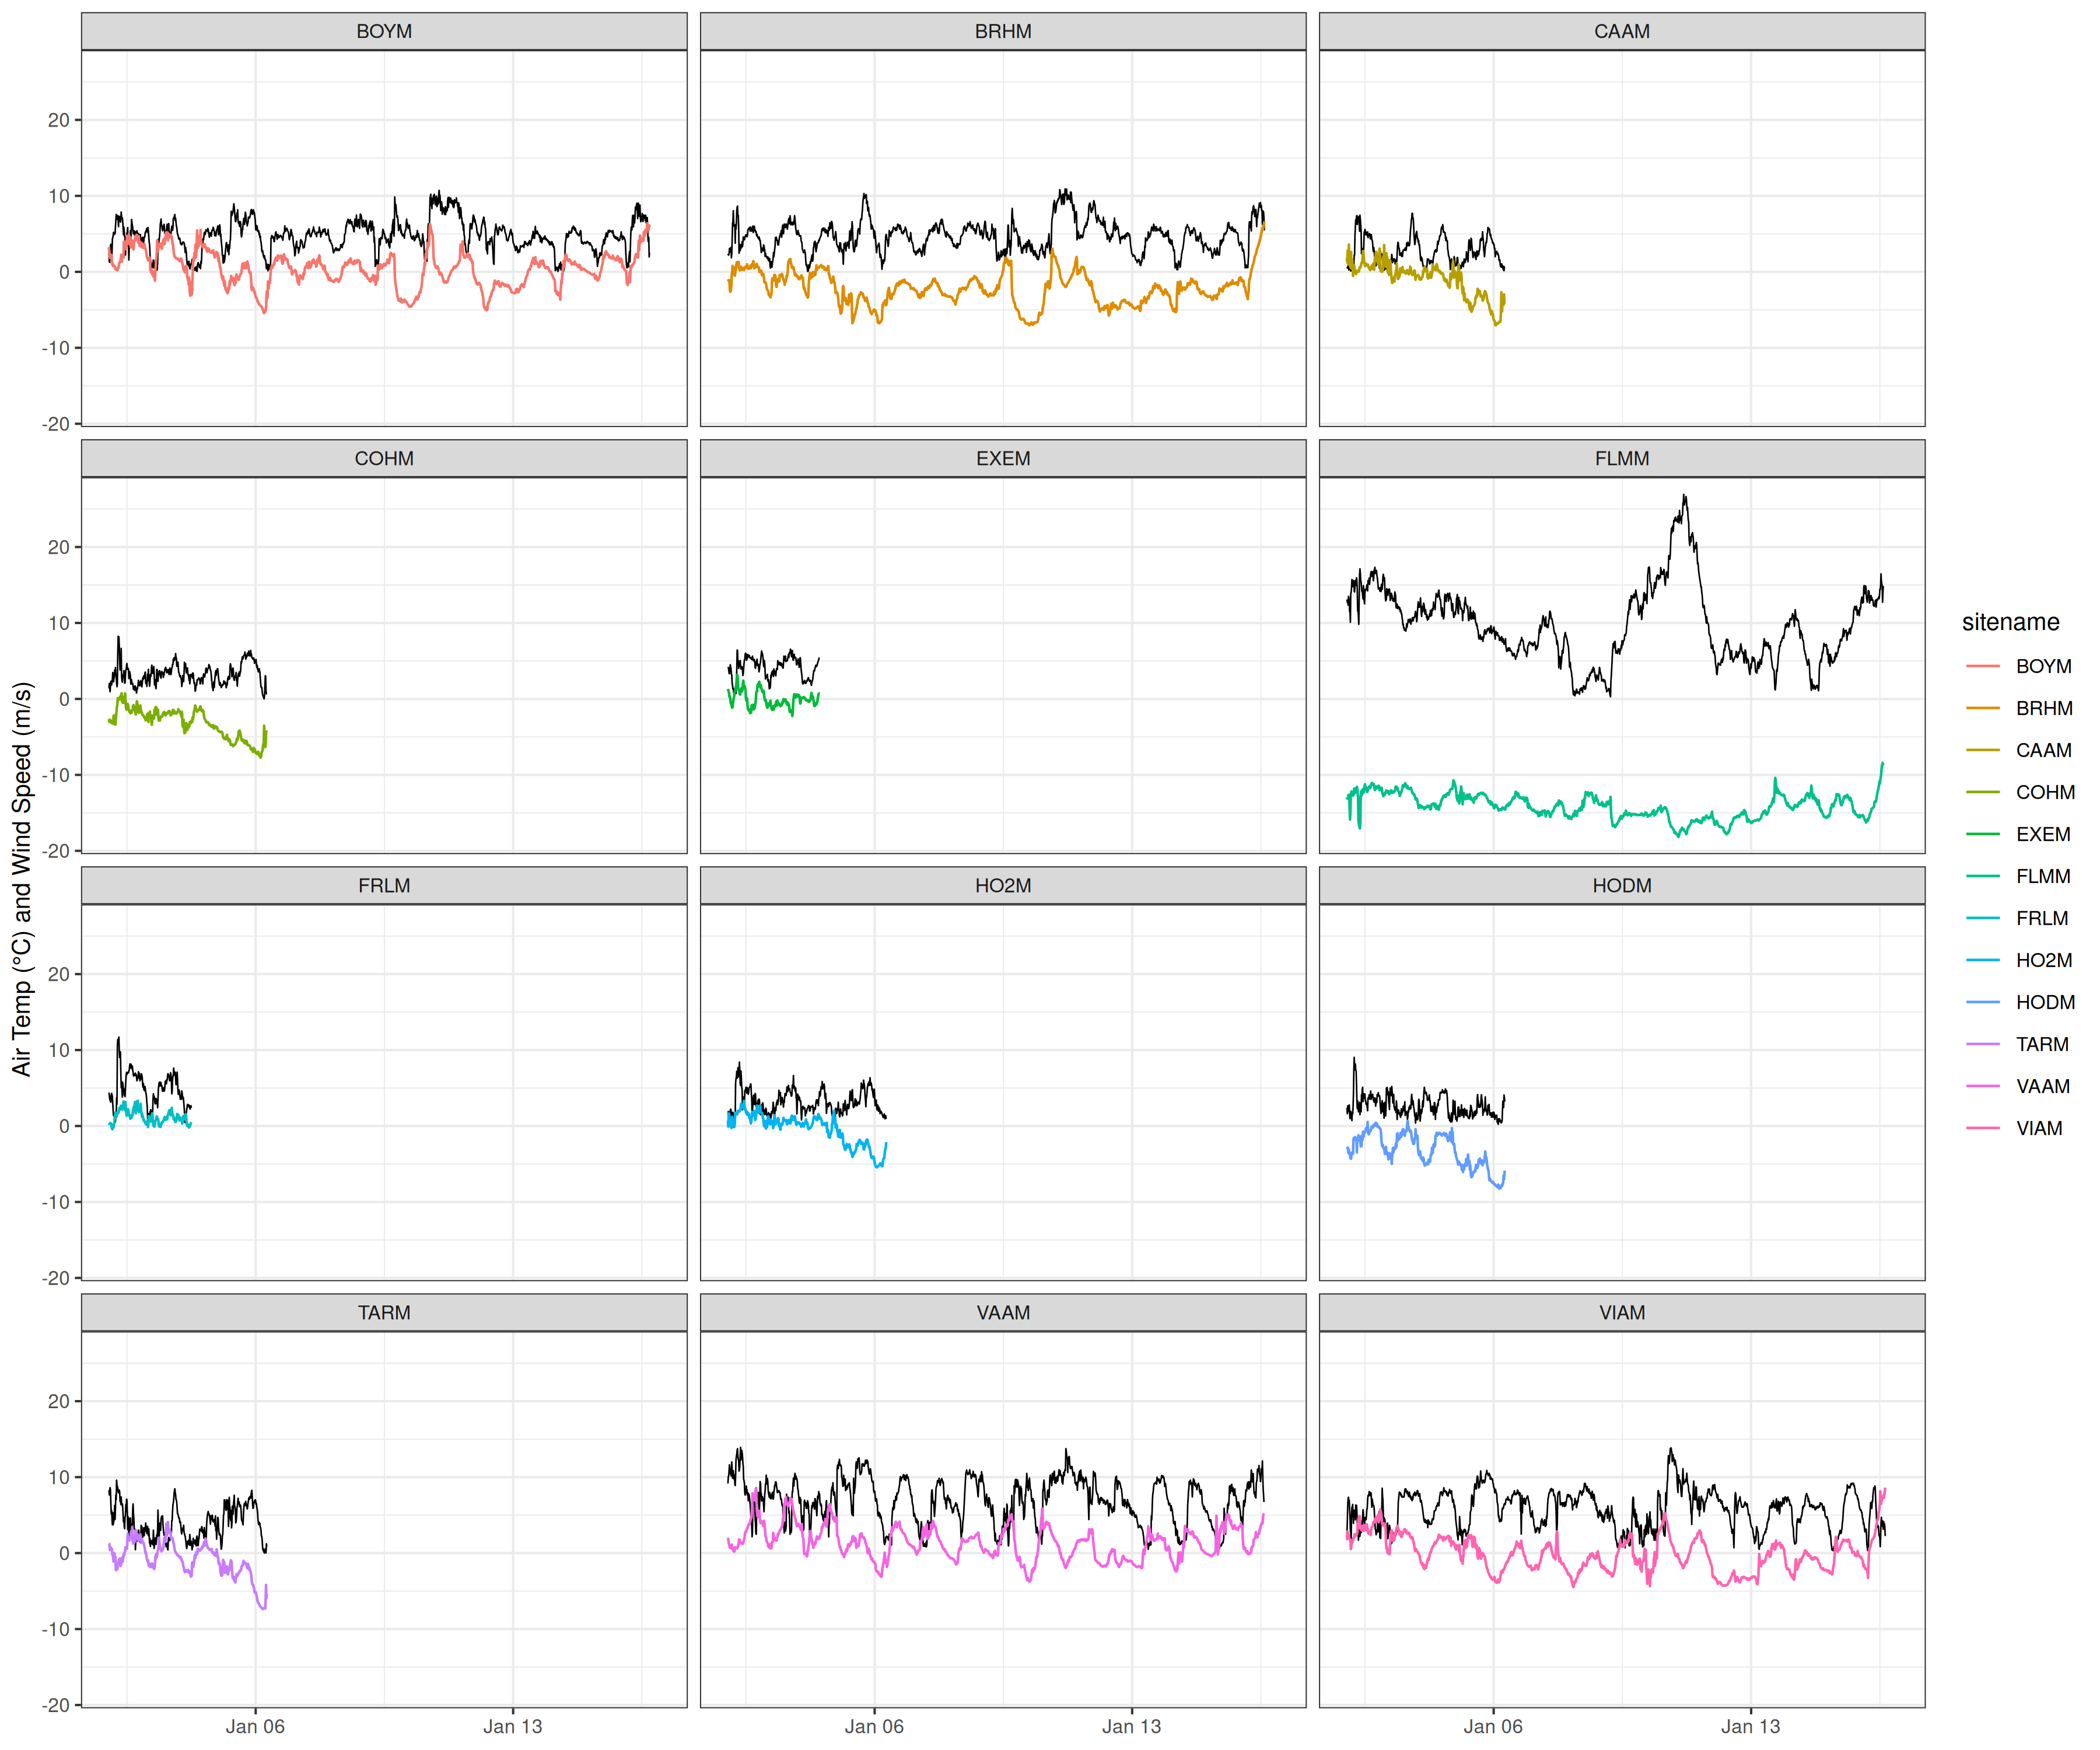 BOYM BRHM CAAM
20
10
0
-10
-20
COHM EXEM FLMM
20
10
0
-10
-20
FRLM HO2M HODM
20
10
0
-10
-20
TARM VAAM VIAM
20
10
0
-10
-20
Jan 06 Jan 13 Jan 06 Jan 13 Jan 06 Jan 13
Air Temp (°C) and Wind Speed (m/s)
sitename
BOYM
BRHM
CAAM
COHM
EXEM
FLMM
FRLM
HO2M
HODM
TARM
VAAM
VIAM